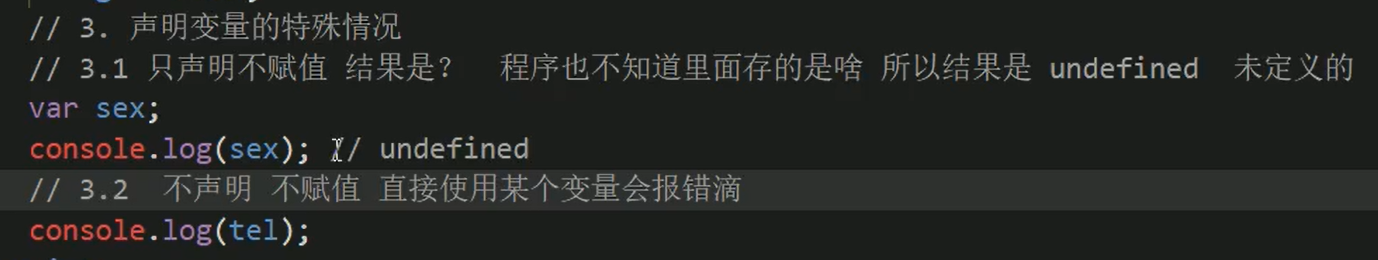 // 3. 声明变量的特殊情况
// 3.1 只声明不赋值 结果是? 程序也不知道里面存的是啥 所以结果是 undefined 未定义的
var sex;
console.log(sex); // undefined
// 3.2 不声明 不赋值 直接使用某个变量会报错滴
console.log(tel);